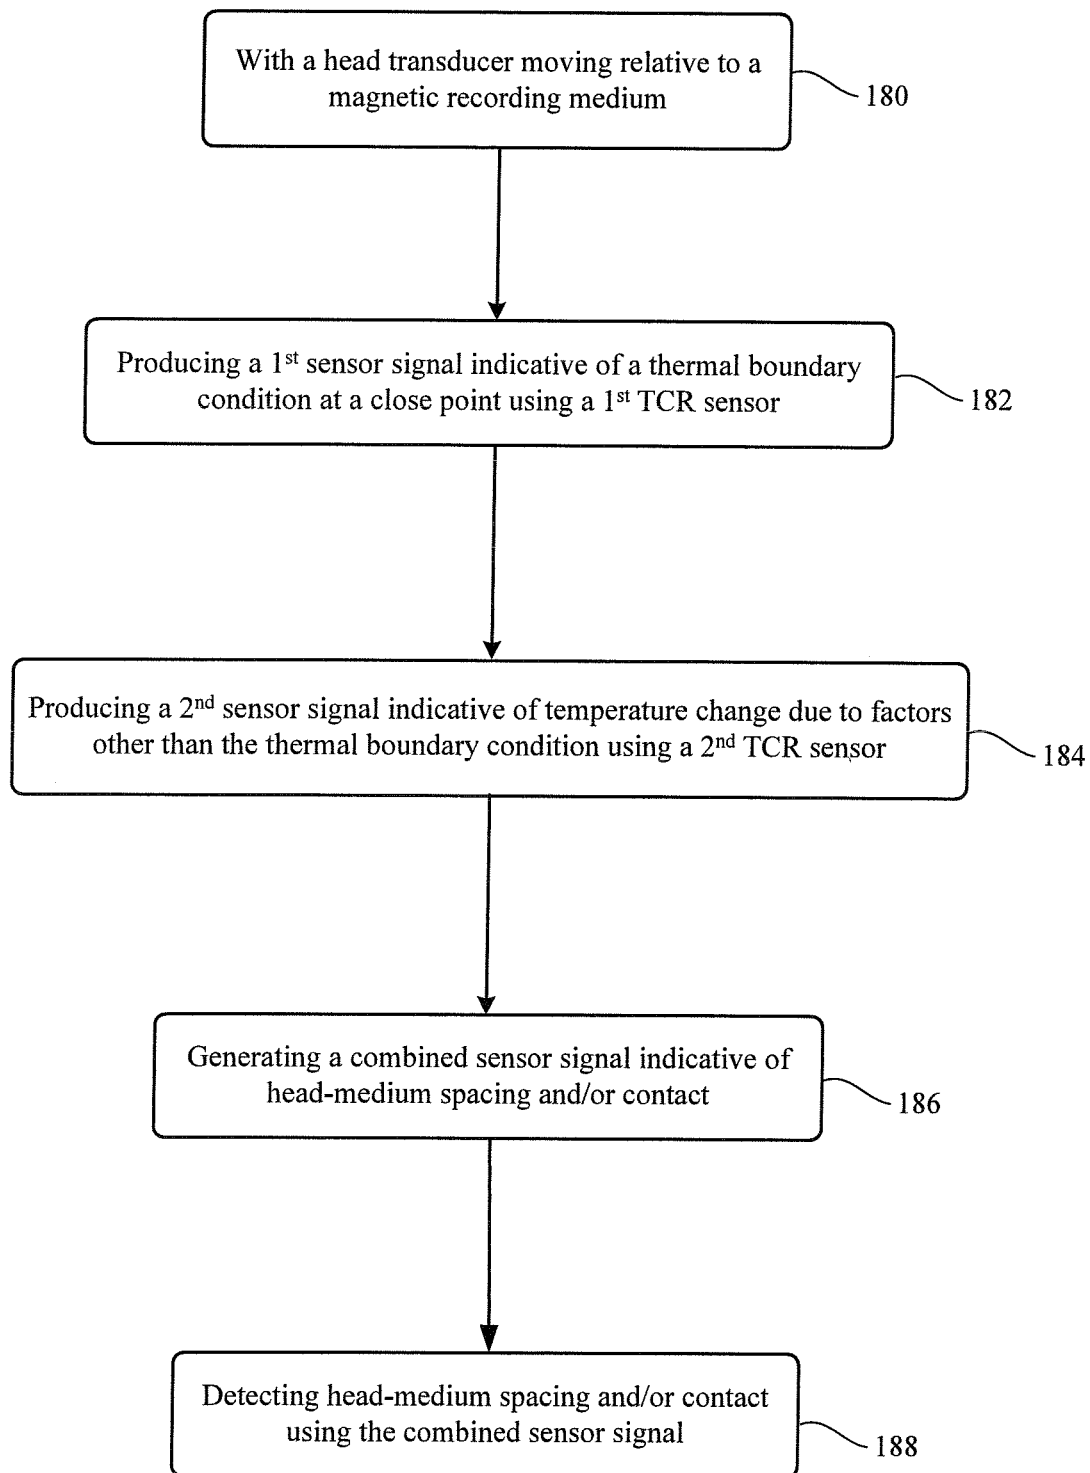 With a head transducer moving relative to a
magnetic recording medium
180
Producing a 1st sensor signal indicative of a thermal boundary
condition at a close point using a 1st TCR sensor
182
Producing a 2nd sensor signal indicative of temperature change due to factors
other than the thermal boundary condition using a 2nd TCR sensor
184
Generating a combined sensor signal indicative of
head-medium spacing and/or contact
186
Detecting head-medium spacing and/or contact
using the combined sensor signal
188